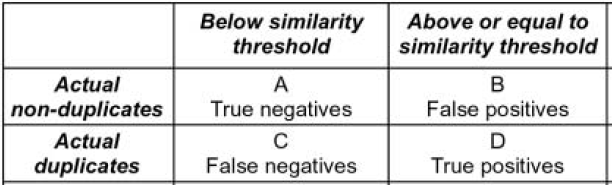 Below similarity threshold
Above or equal to similarity threshold
Actual non-duplicates
A
True negatives
B
False positives
Actual duplicates
C
False negatives
D
True positives